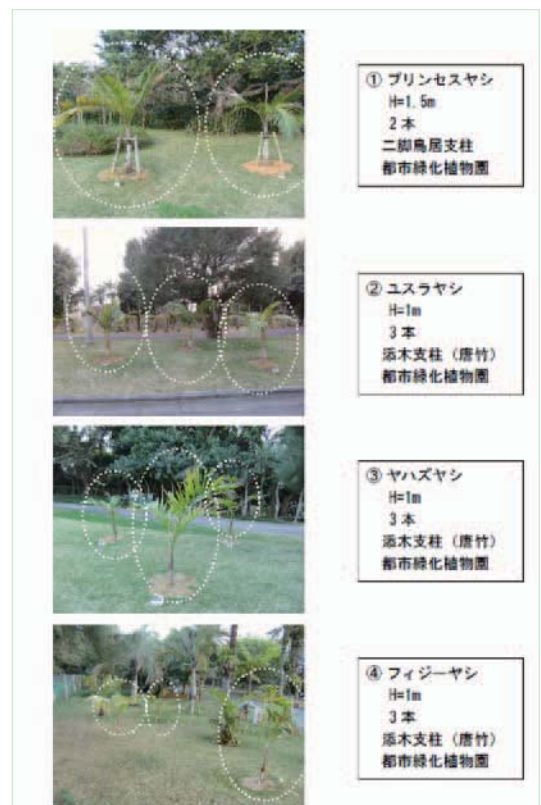 ① プリンセスヤシ
H=1.5m
2本
二脚鳥居支柱
都市緑化植物園
② ユスラヤシ
H=1m
3本
添木支柱（唐竹）
都市緑化植物園
③ ヤハズヤシ
H=1m
3本
添木支柱（唐竹）
都市緑化植物園
④ フィジーヤシ
H=1m
3本
添木支柱（唐竹）
都市緑化植物園